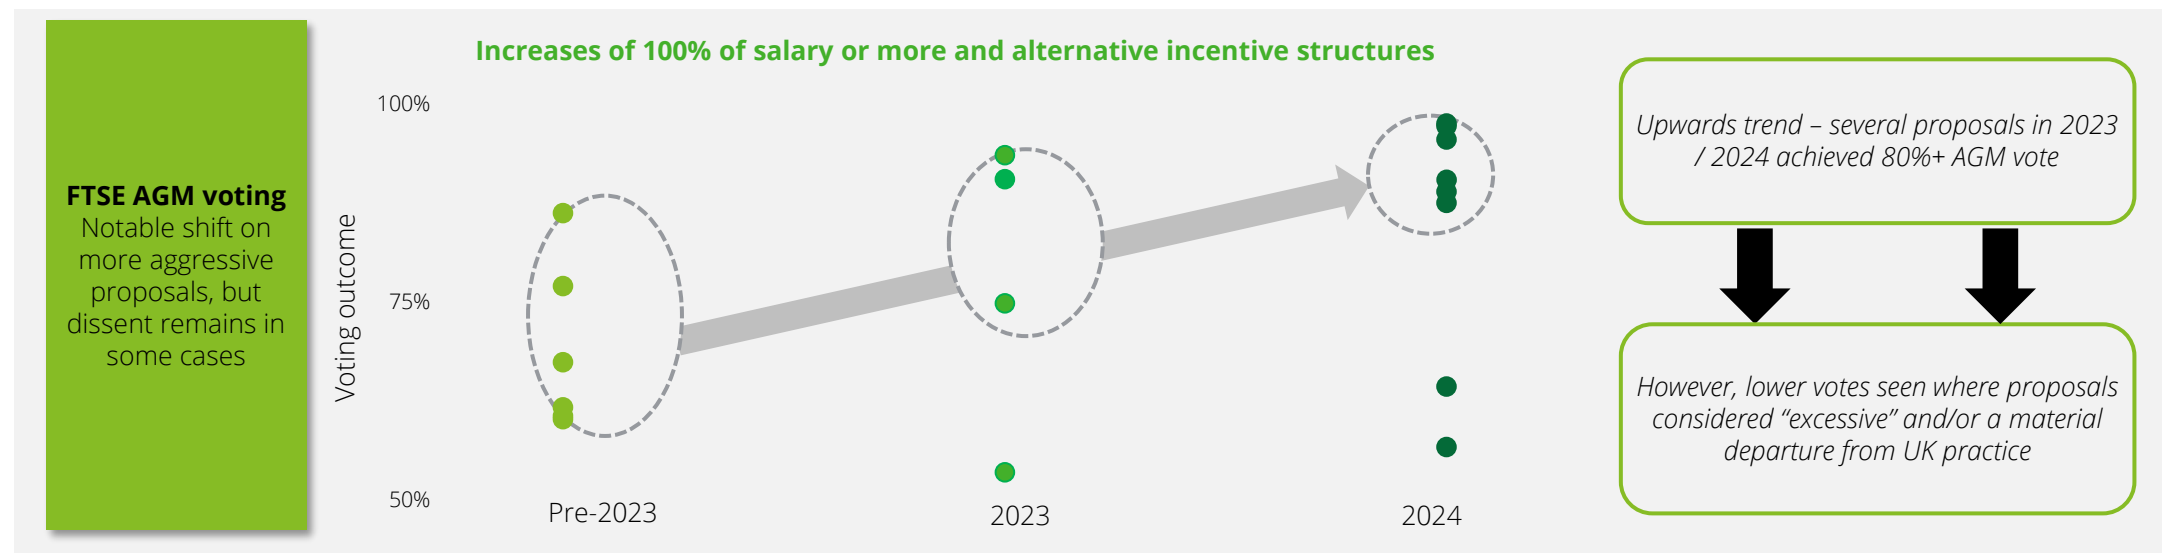 FTSE AGM voting
Notable shift on
more aggressive
proposals, but
dissent remains in
some cases
Increases of 100% of salary or more and alternative incentive structures
Voting outcome
100%
75%
50%
Pre-2023
2023
2024
Upwards trend – several proposals in 2023
/ 2024 achieved 80%+ AGM vote
However, lower votes seen where proposals
considered “excessive” and/or a material
departure from UK practice